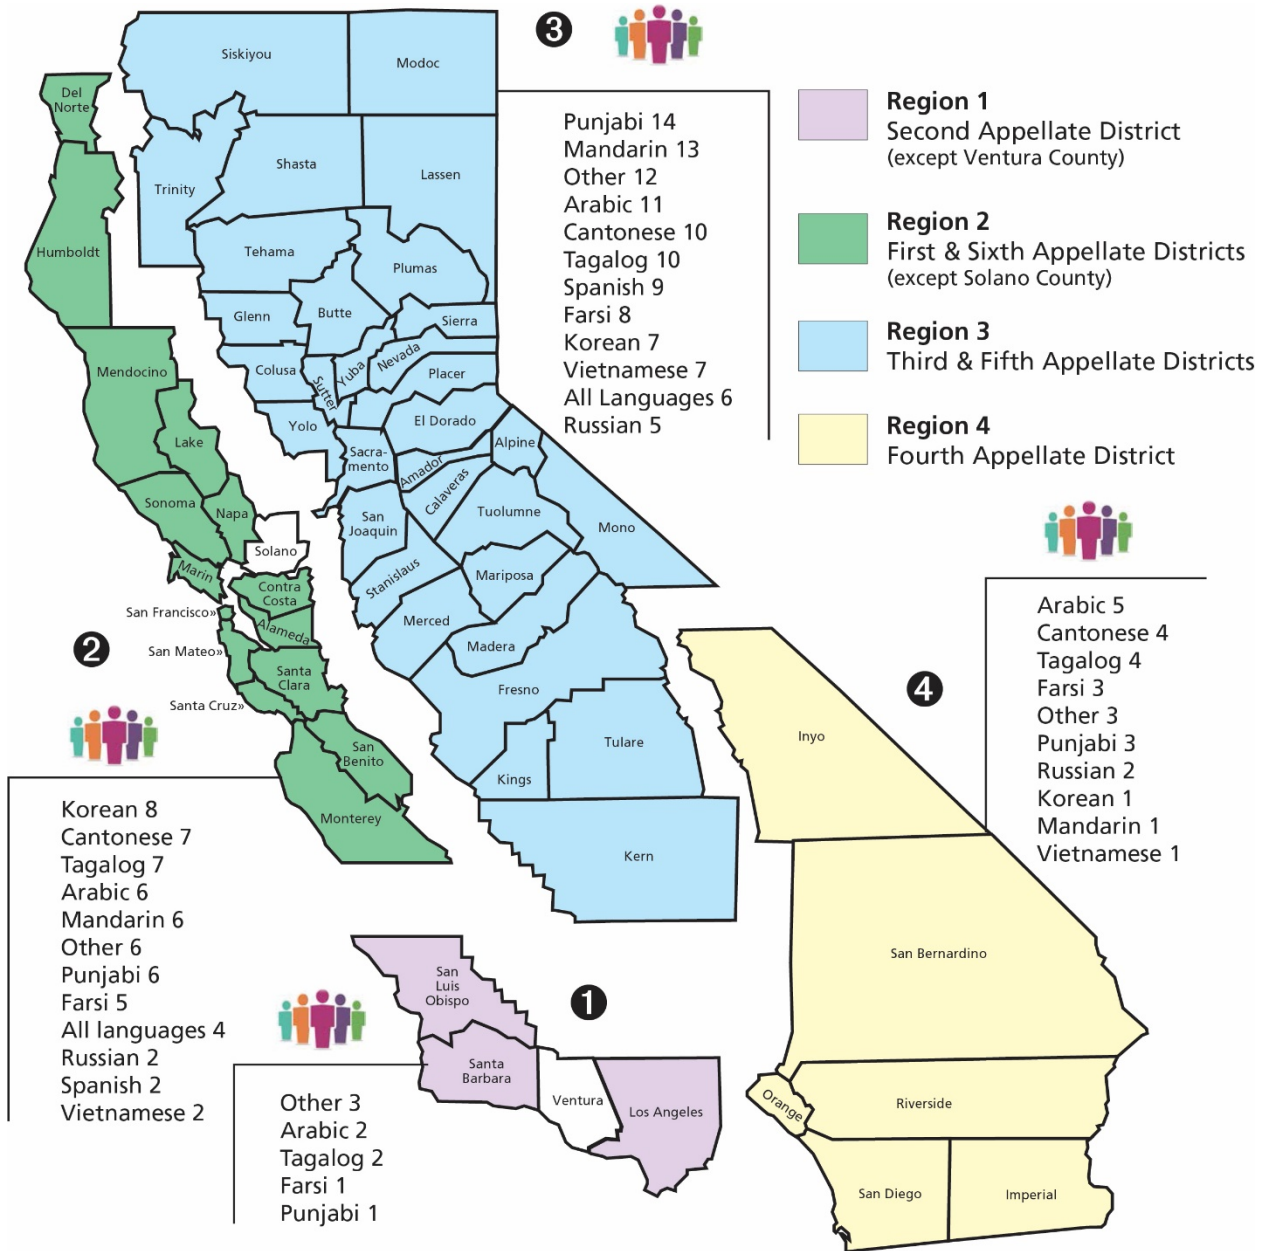 ❸
Siskiyou
Modoc
Del
Norte
Shasta
Lassen
Trinity
Humboldt
Tehama
Plumas
Glenn
Butte
Sierra
Mendocino
Colusa
Sutter
Yuba
Nevada
Placer
Lake
Yolo
El Dorado
Sacra-
mento
Amador
Alpine
Calaveras
Sonoma
Napa
San
Joaquin
Tuolumne
Mono
Solano
Marin
Contra
Costa
Stanislaus
Mariposa
San Francisco»
Alameda
Merced
Madera
San Mateo»
Santa
Clara
Fresno
Santa Cruz»
San
Benito
Kings
Tulare
Inyo
Monterey
Kern
San Bernardino
San
Luis
Obispo
Santa
Barbara
Ventura
Los Angeles
Orange
Riverside
San Diego
Imperial
Punjabi 14
Mandarin 13
Other 12
Arabic 11
Cantonese 10
Tagalog 10
Spanish 9
Farsi 8
Korean 7
Vietnamese 7
All Languages 6
Russian 5
Region 1
Second Appellate District
(except Ventura County)
Region 2
First & Sixth Appellate Districts
(except Solano County)
Region 3
Third & Fifth Appellate Districts
Region 4
Fourth Appellate District
❷
Korean 8
Cantonese 7
Tagalog 7
Arabic 6
Mandarin 6
Other 6
Punjabi 6
Farsi 5
All languages 4
Russian 2
Spanish 2
Vietnamese 2
❶
Other 3
Arabic 2
Tagalog 2
Farsi 1
Punjabi 1
❹
Arabic 5
Cantonese 4
Tagalog 4
Farsi 3
Other 3
Punjabi 3
Russian 2
Korean 1
Mandarin 1
Vietnamese 1